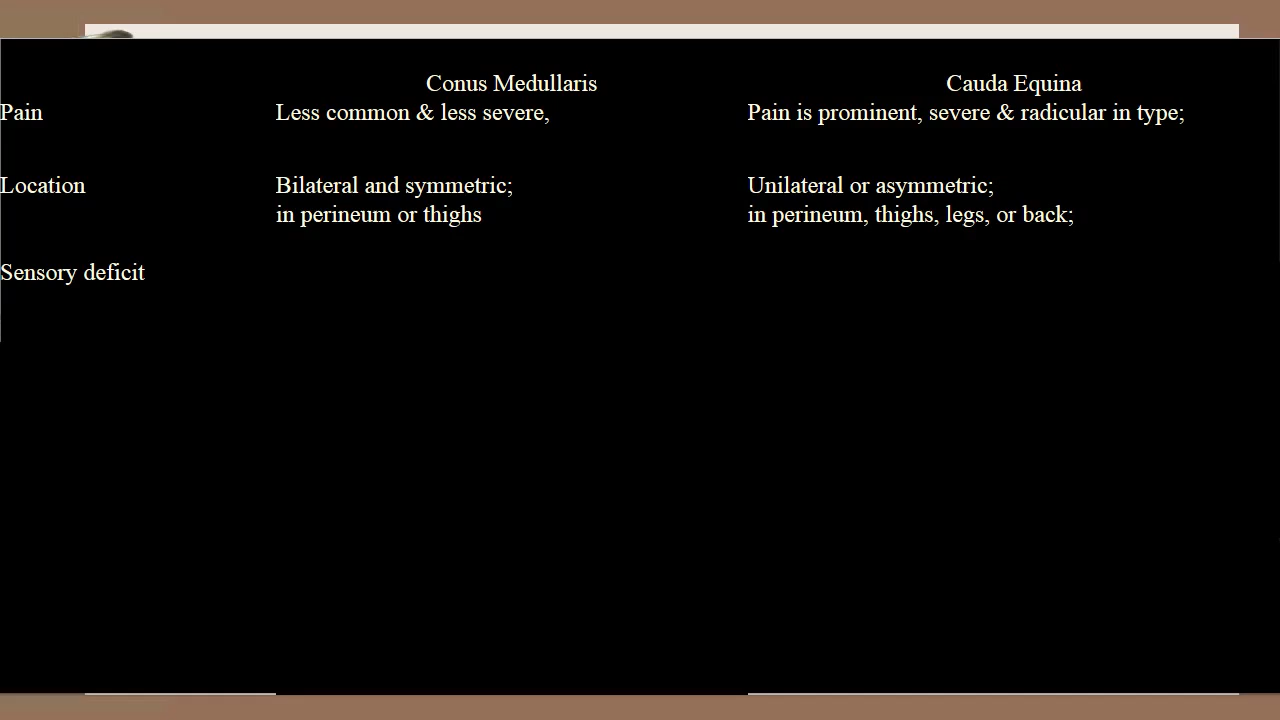 Conus Medullaris Cauda Equina
Pain Less common & less severe, Pain is prominent, severe & radicular in type;
Location Bilateral and symmetric; Unilateral or asymmetric;
in perineum or thighs in perineum, thighs, legs, or back;
Sensory deficit